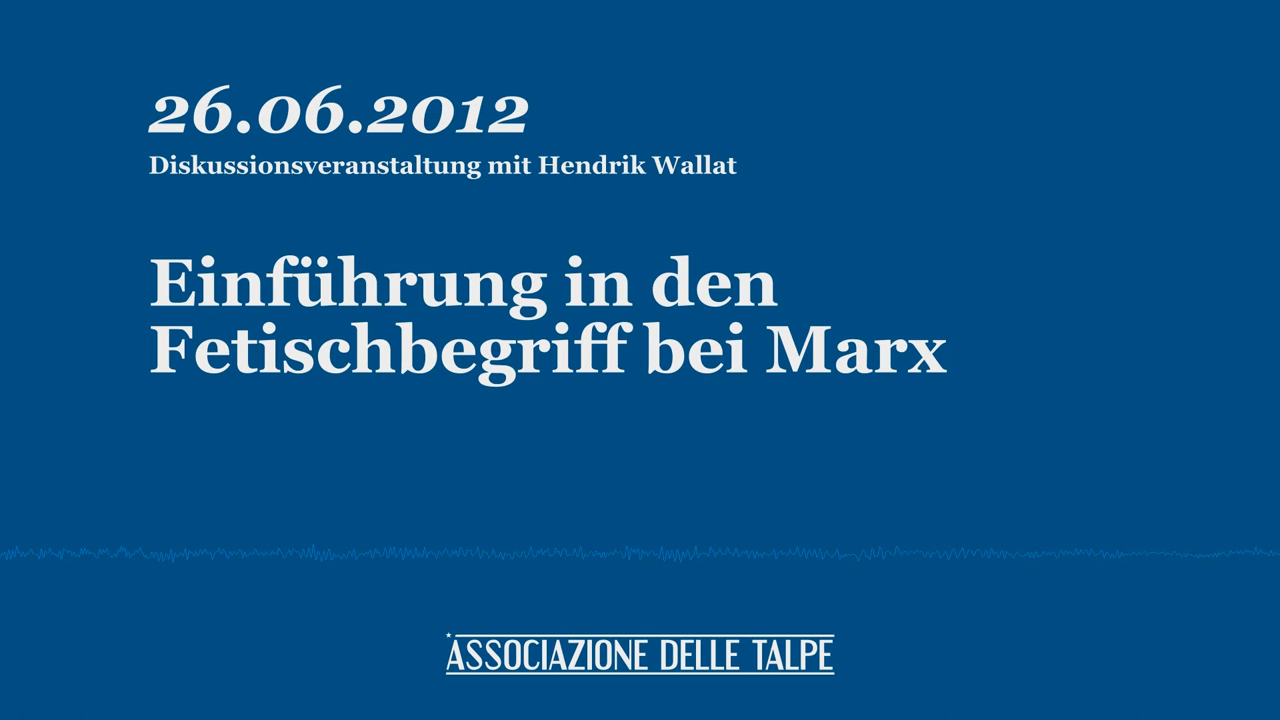 26.06.2012
Diskussionsveranstaltung mit Hendrik Wallat
Einführung in den
Fetischbegriff bei Marx
ASSOCIAZIONE DELLE TALPE